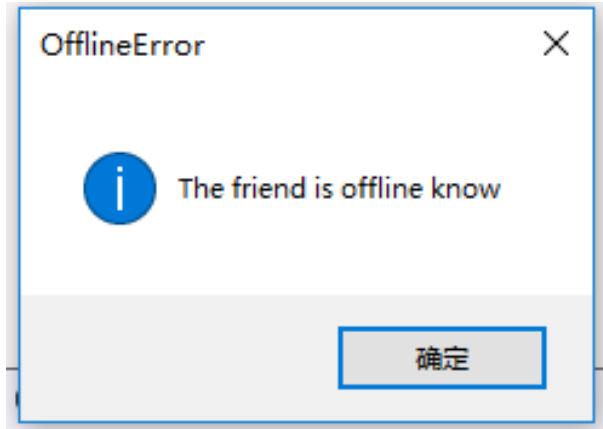 OfflineError
The friend is offline know
确定